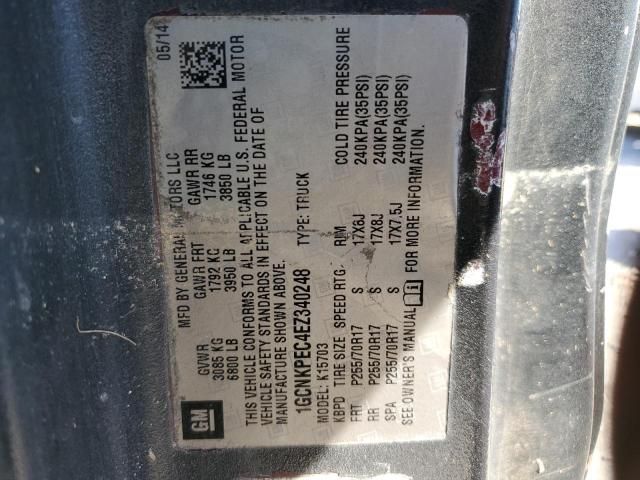 GM
MFD BY GENERAL MOTORS LLC
05/14
GVWR GAWR FRT GAWR RR
3085 KG 1792 KG 1746 KG
6800 LB 3950 LB 3850 LB
THIS VEHICLE CONFORMS TO ALL APPLICABLE U.S. FEDERAL MOTOR
VEHICLE SAFETY STANDARDS IN EFFECT ON THE DATE OF
MANUFACTURE SHOWN ABOVE.
1GCNKPEC4EZ340248 TYPE: TRUCK
MODEL: K15703
KBPD TIRE SIZE SPEED RTG. RIM COLD TIRE PRESSURE
FRT P255/70R17 S 17X8J 240KPA(35PSI)
RR P255/70R17 S 17X8J 240KPA(35PSI)
SPA P255/70R17 S 17X7.5J 240KPA(35PSI)
SEE OWNER'S MANUAL FOR MORE INFORMATION.